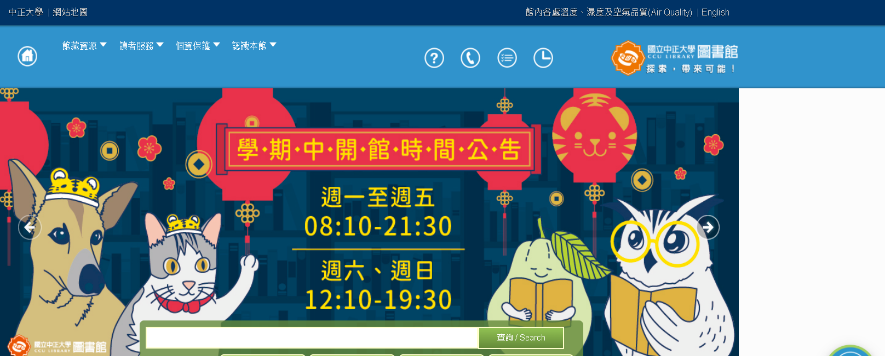 中正大學 | 網站地圖
館內各處溫度、濕度及空氣品質(Air Quality) | English
館藏資源 讀者服務 個資保護 認識本館
國立中正大學 圖書館
CCU LIBRARY
探索，帶來可能！
學·期·中·開·館·時·間·公·告
週一至週五
08:10-21:30
週六、週日
12:10-19:30
查詢 / Search
國立中正大學 圖書館
CCU LIBRARY